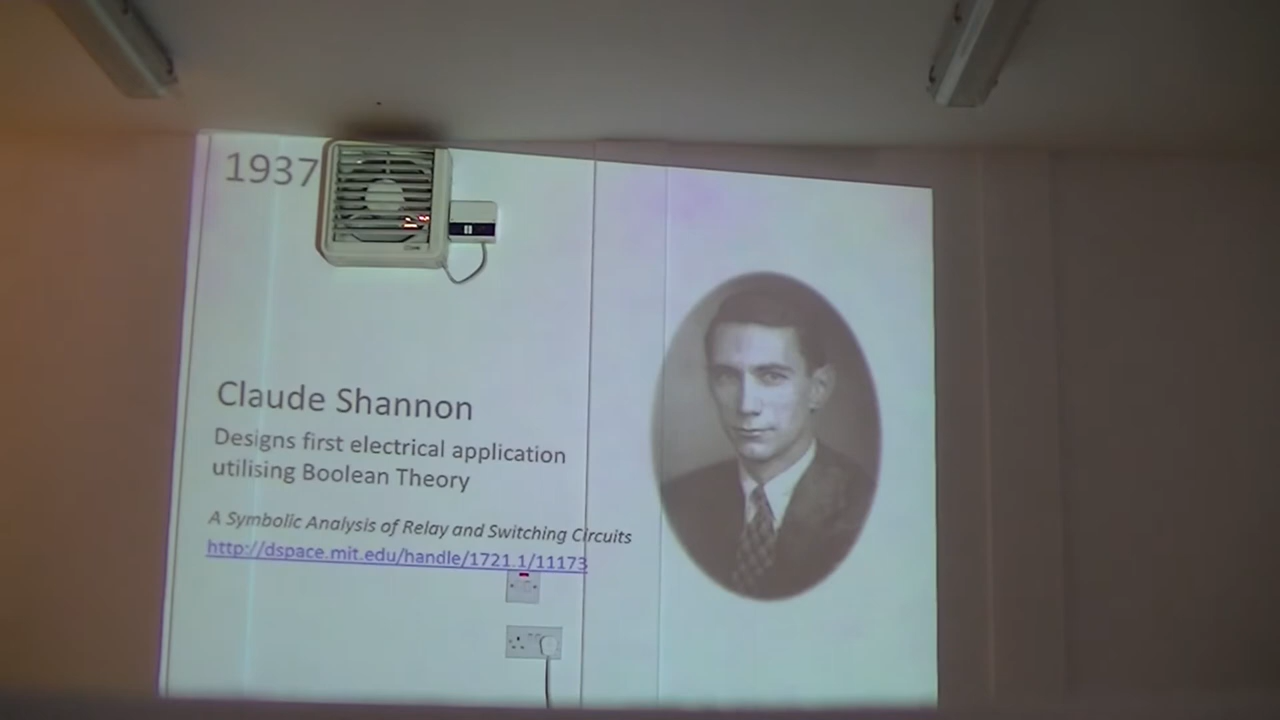 1937
Claude Shannon
Designs first electrical application
utilising Boolean Theory
A Symbolic Analysis of Relay and Switching Circuits
http://dspace.mit.edu/handle/1721.1/11173